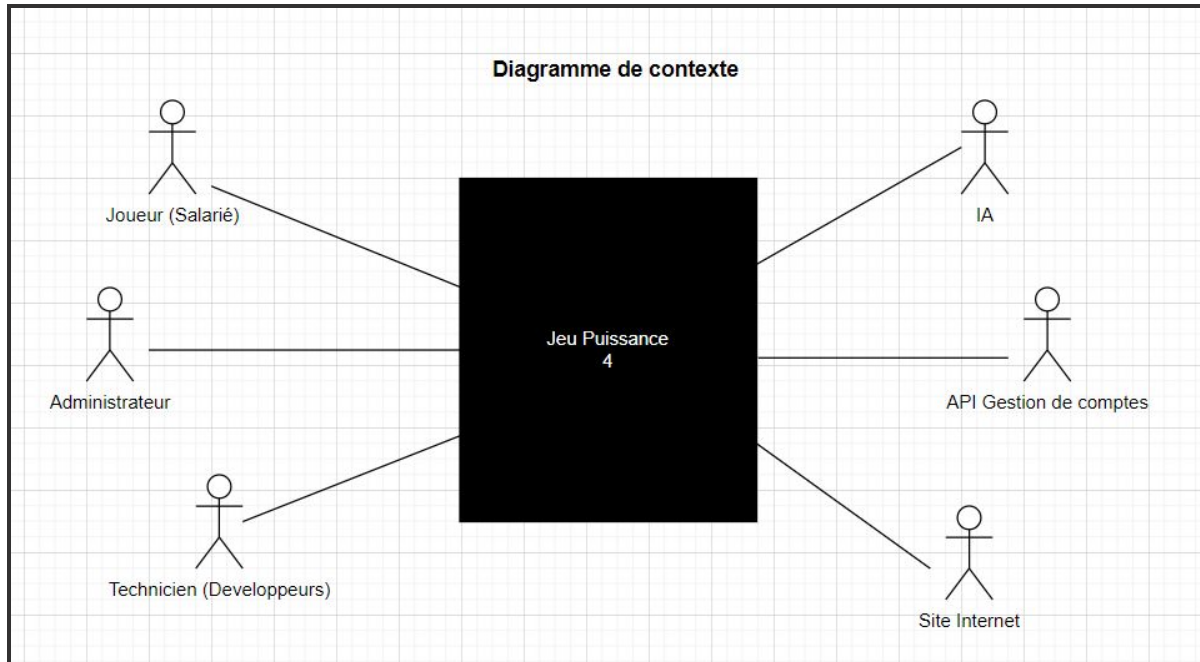 Diagramme de contexte
Joueur (Salarié)
IA
Jeu Puissance
4
Administrateur
API Gestion de comptes
Technicien (Developpeurs)
Site Internet